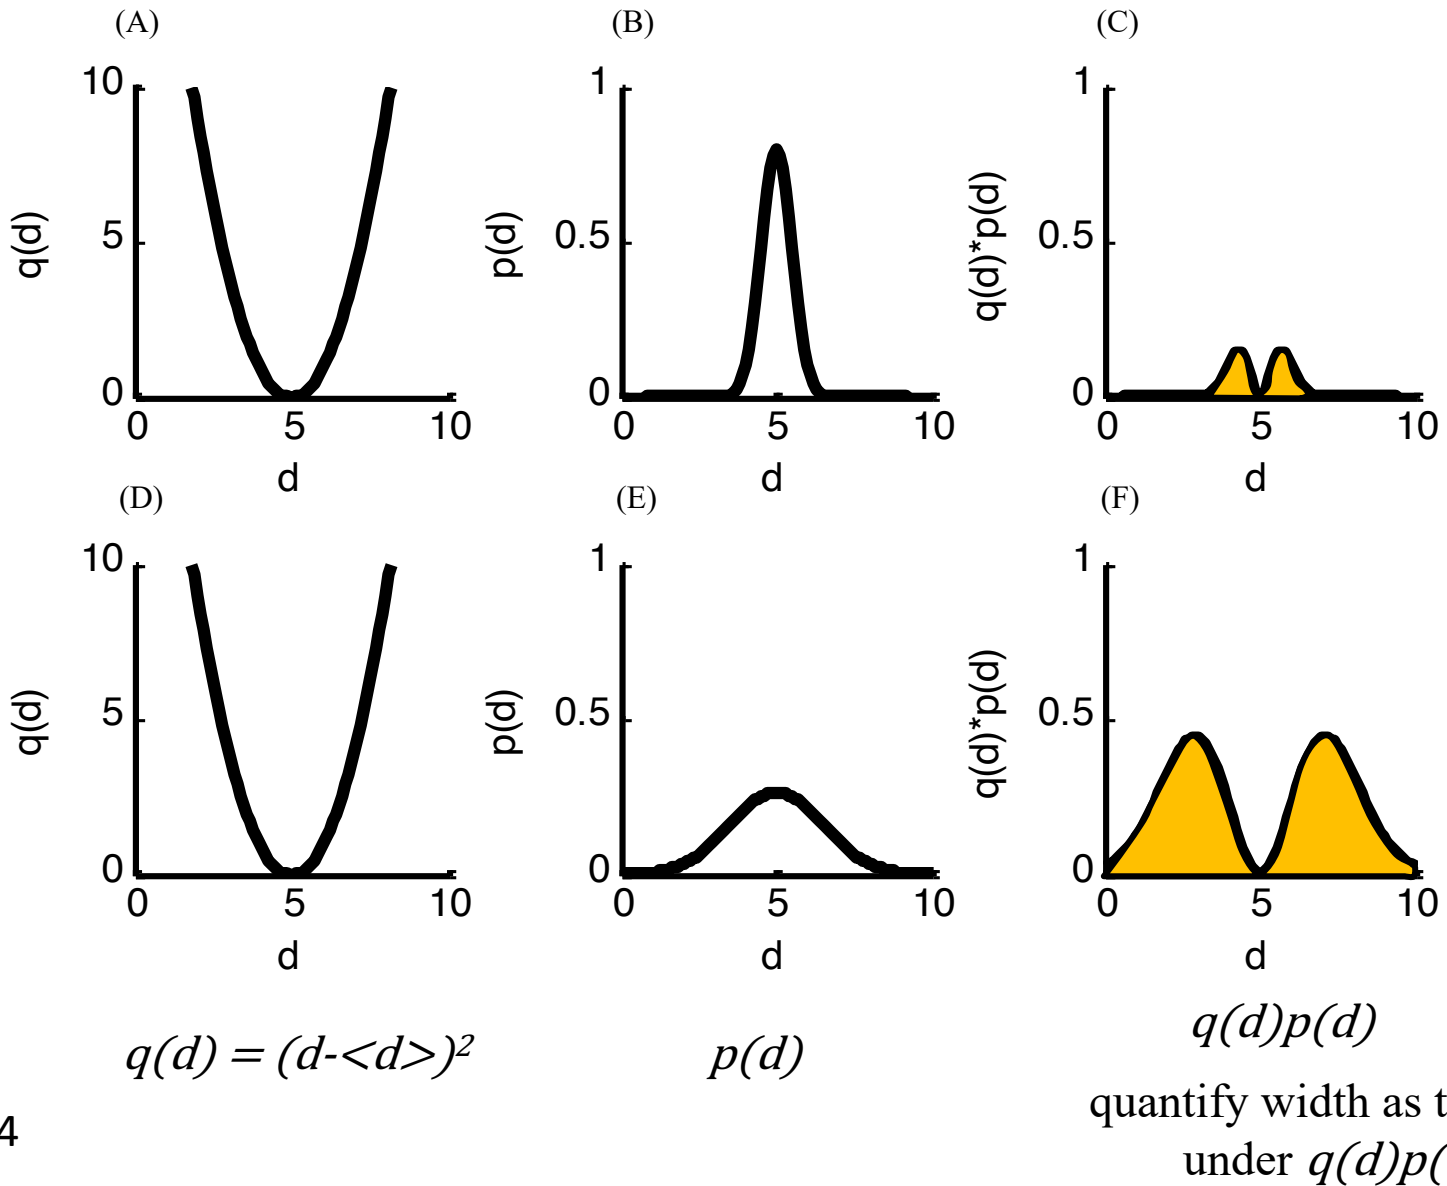 (A) (B) (C)
10 1 1
q(d) 5 p(d) 0.5 q(d)*p(d) 0.5
0 0 0
0 5 10 0 5 10 0 5 10
d d d
(D) (E) (F)
10 1 1
q(d) 5 p(d) 0.5 q(d)*p(d) 0.5
0 0 0
0 5 10 0 5 10 0 5 10
d d d
q(d) = (d-<d>)² p(d) q(d)p(d)
quantify width as t
4
under q(d)p(